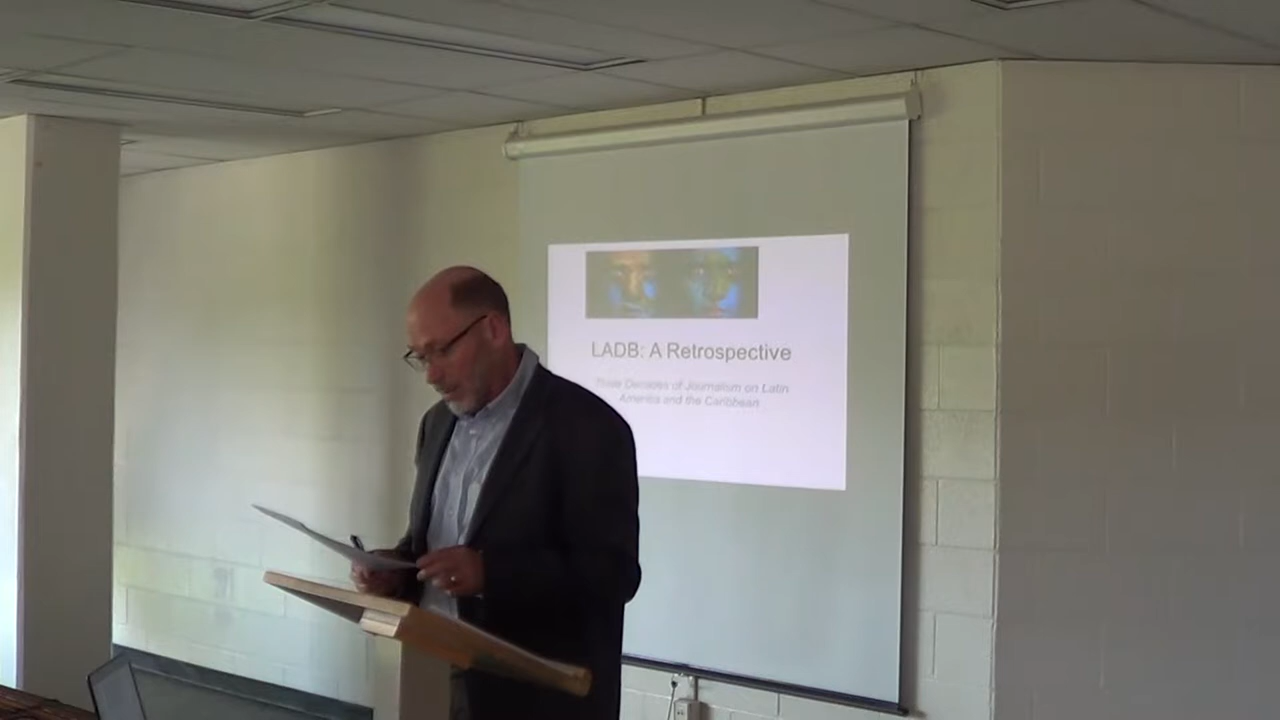 LADB: A Retrospective
Three Decades of Journalism on Latin
America and the Caribbean